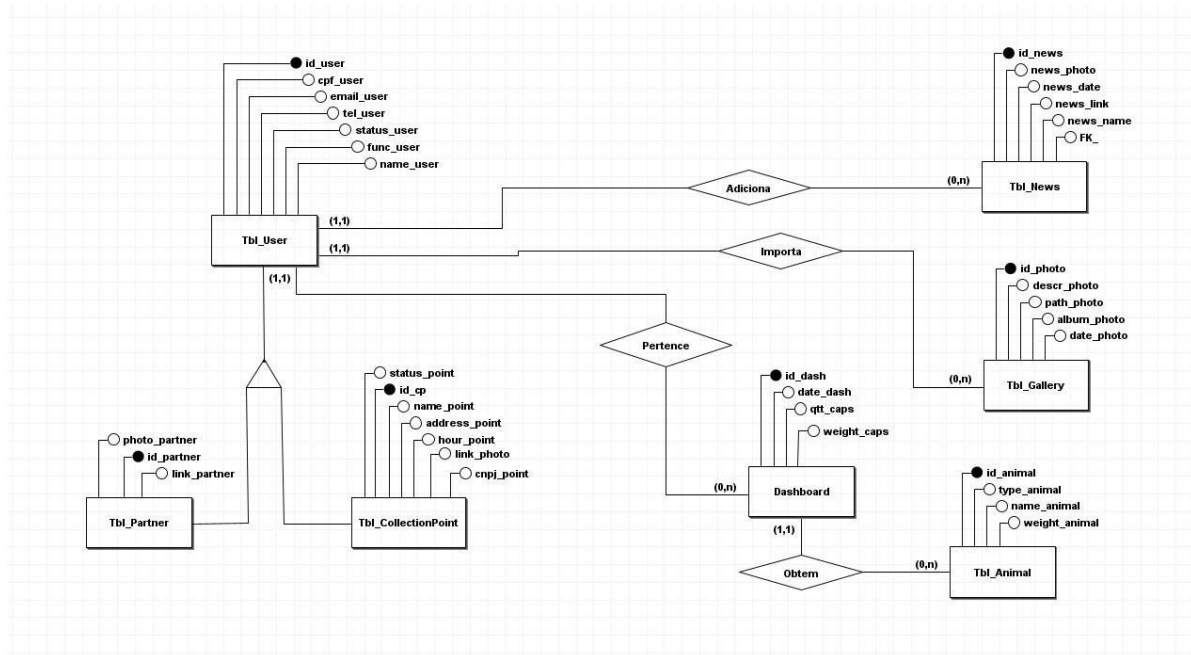 id_user
cpf_user
email_user
tel_user
status_user
func_user
name_user
Tbl_User
(1,1)
(1,1)
(1,1)
Adiciona
(0,n)
id_news
news_photo
news_date
news_link
news_name
FK_
Tbl_News
Importa
(0,n)
id_photo
descr_photo
path_photo
album_photo
date_photo
Tbl_Gallery
Pertence
(0,n)
id_dash
date_dash
qtt_caps
weight_caps
Dashboard
(1,1)
Obtem
(0,n)
id_animal
type_animal
name_animal
weight_animal
Tbl_Animal
photo_partner
id_partner
link_partner
Tbl_Partner
status_point
id_cp
name_point
address_point
hour_point
link_photo
cnpj_point
Tbl_CollectionPoint